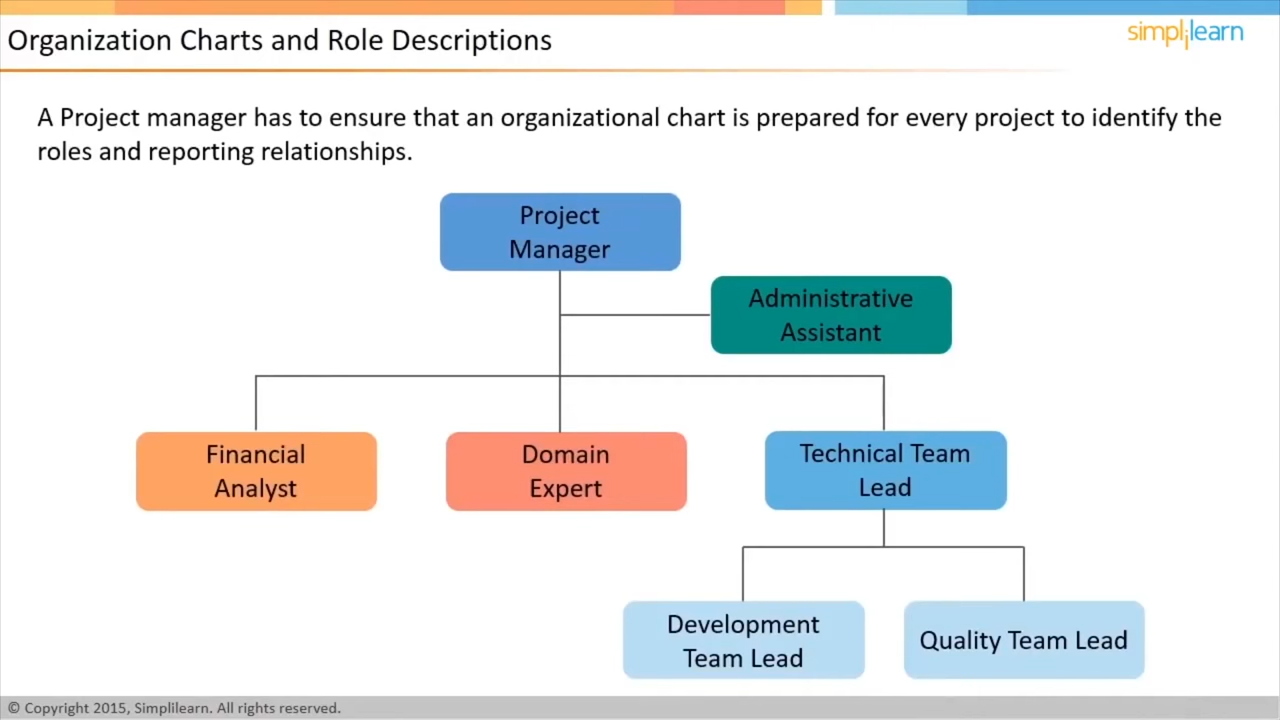 Organization Charts and Role Descriptions
simplilearn
A Project manager has to ensure that an organizational chart is prepared for every project to identify the
roles and reporting relationships.
Project
Manager
Administrative
Assistant
Financial
Analyst
Domain
Expert
Technical Team
Lead
Development
Team Lead
Quality Team Lead
© Copyright 2015, Simplilearn. All rights reserved.